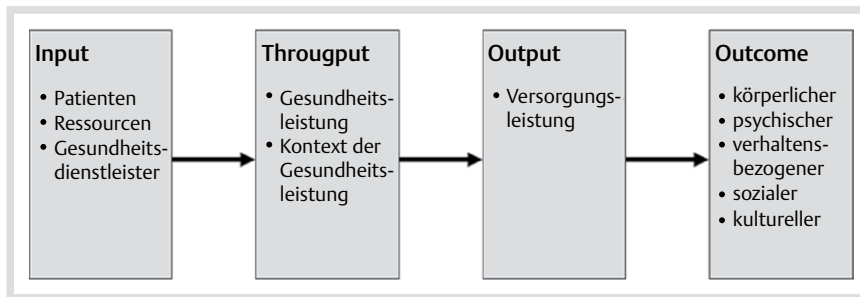 Input
• Patienten
• Ressourcen
• Gesundheits-
dienstleister
Througput
• Gesundheits-
leistung
• Kontext der
Gesundheits-
leistung
Output
• Versorgungs-
leistung
Outcome
• körperlicher
• psychischer
• verhaltens-
bezogener
• sozialer
• kultureller